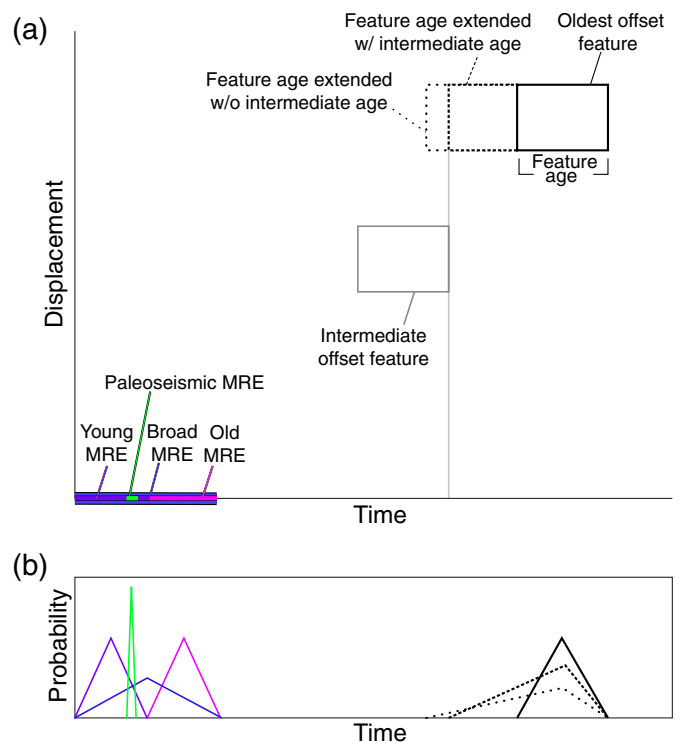 (a)
Feature age extended
w/ intermediate age
Oldest offset
feature
Feature age extended
w/o intermediate age
Feature
age
Displacement
Intermediate
offset feature
Paleoseismic MRE
Young
MRE
Broad
MRE
Old
MRE
Time
(b)
Probability
Time